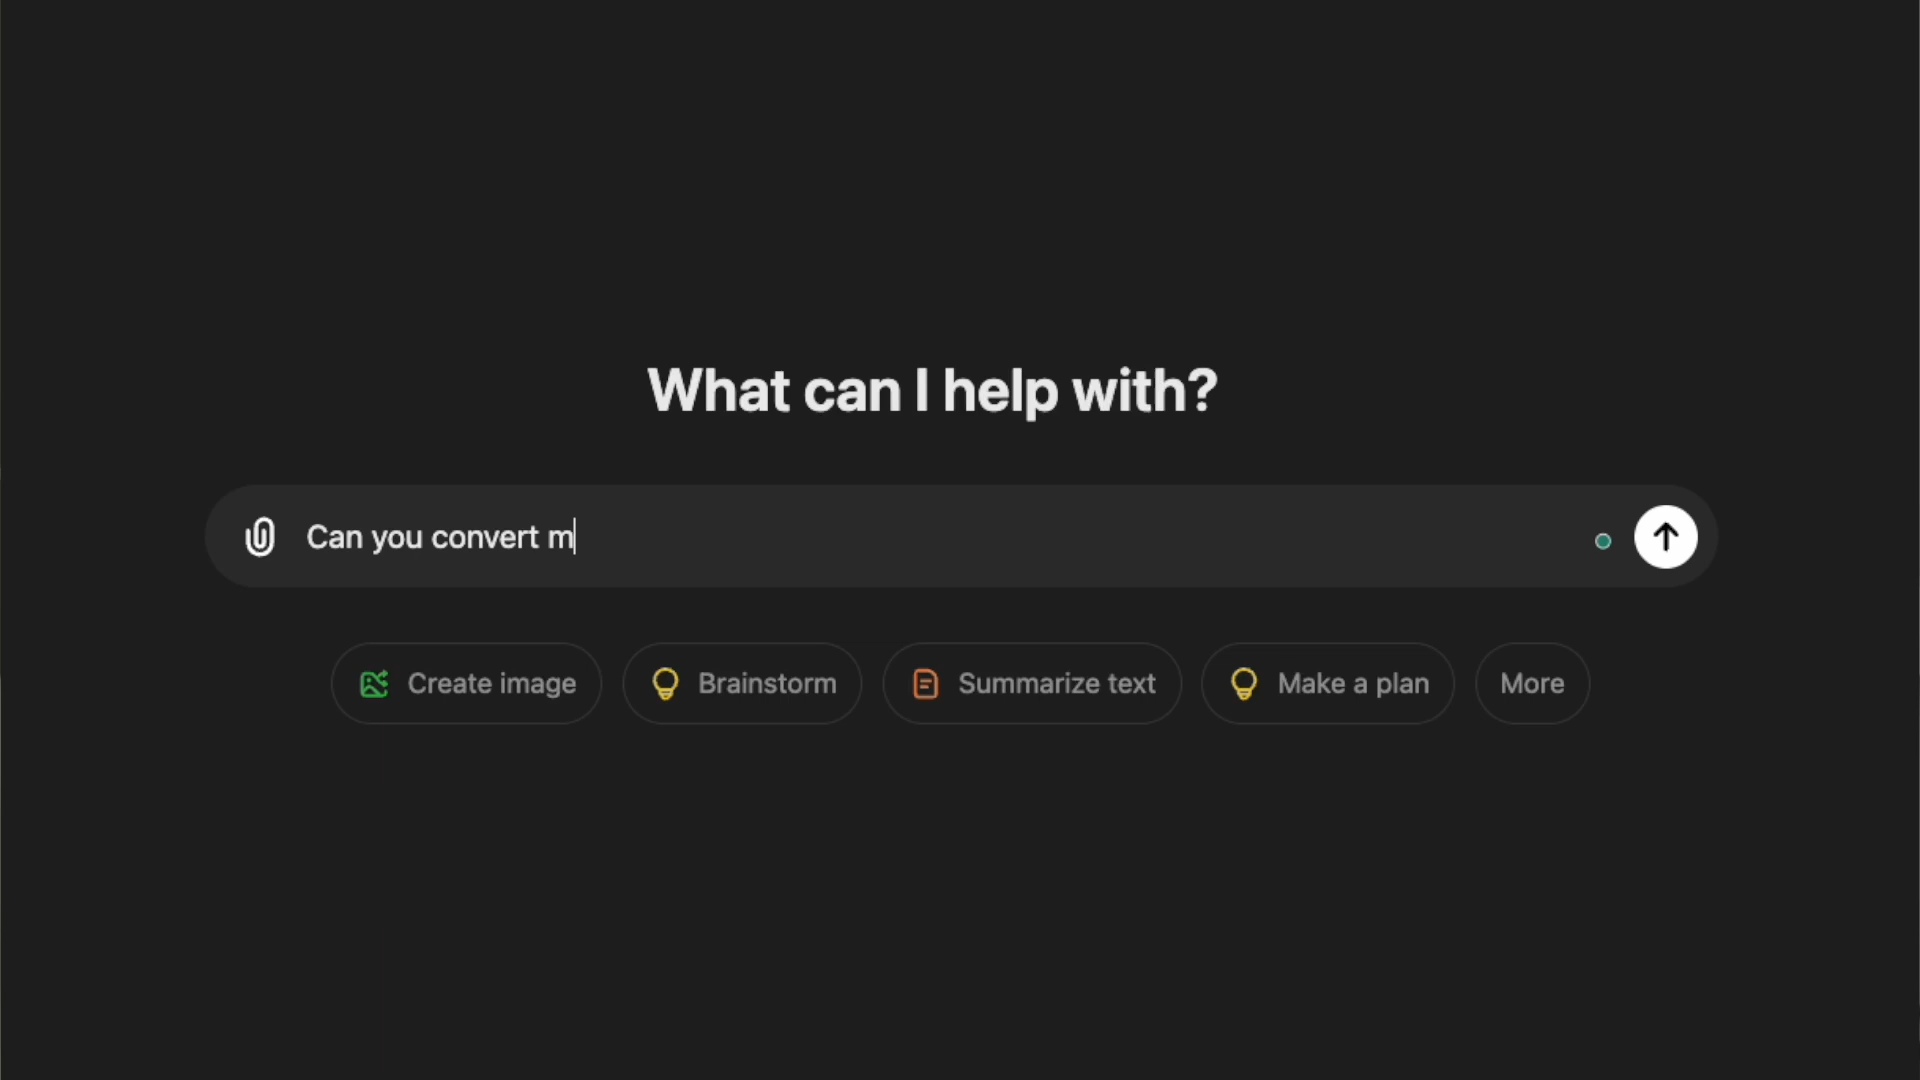 What can I help with?
Can you convert m
Create image
Brainstorm
Summarize text
Make a plan
More